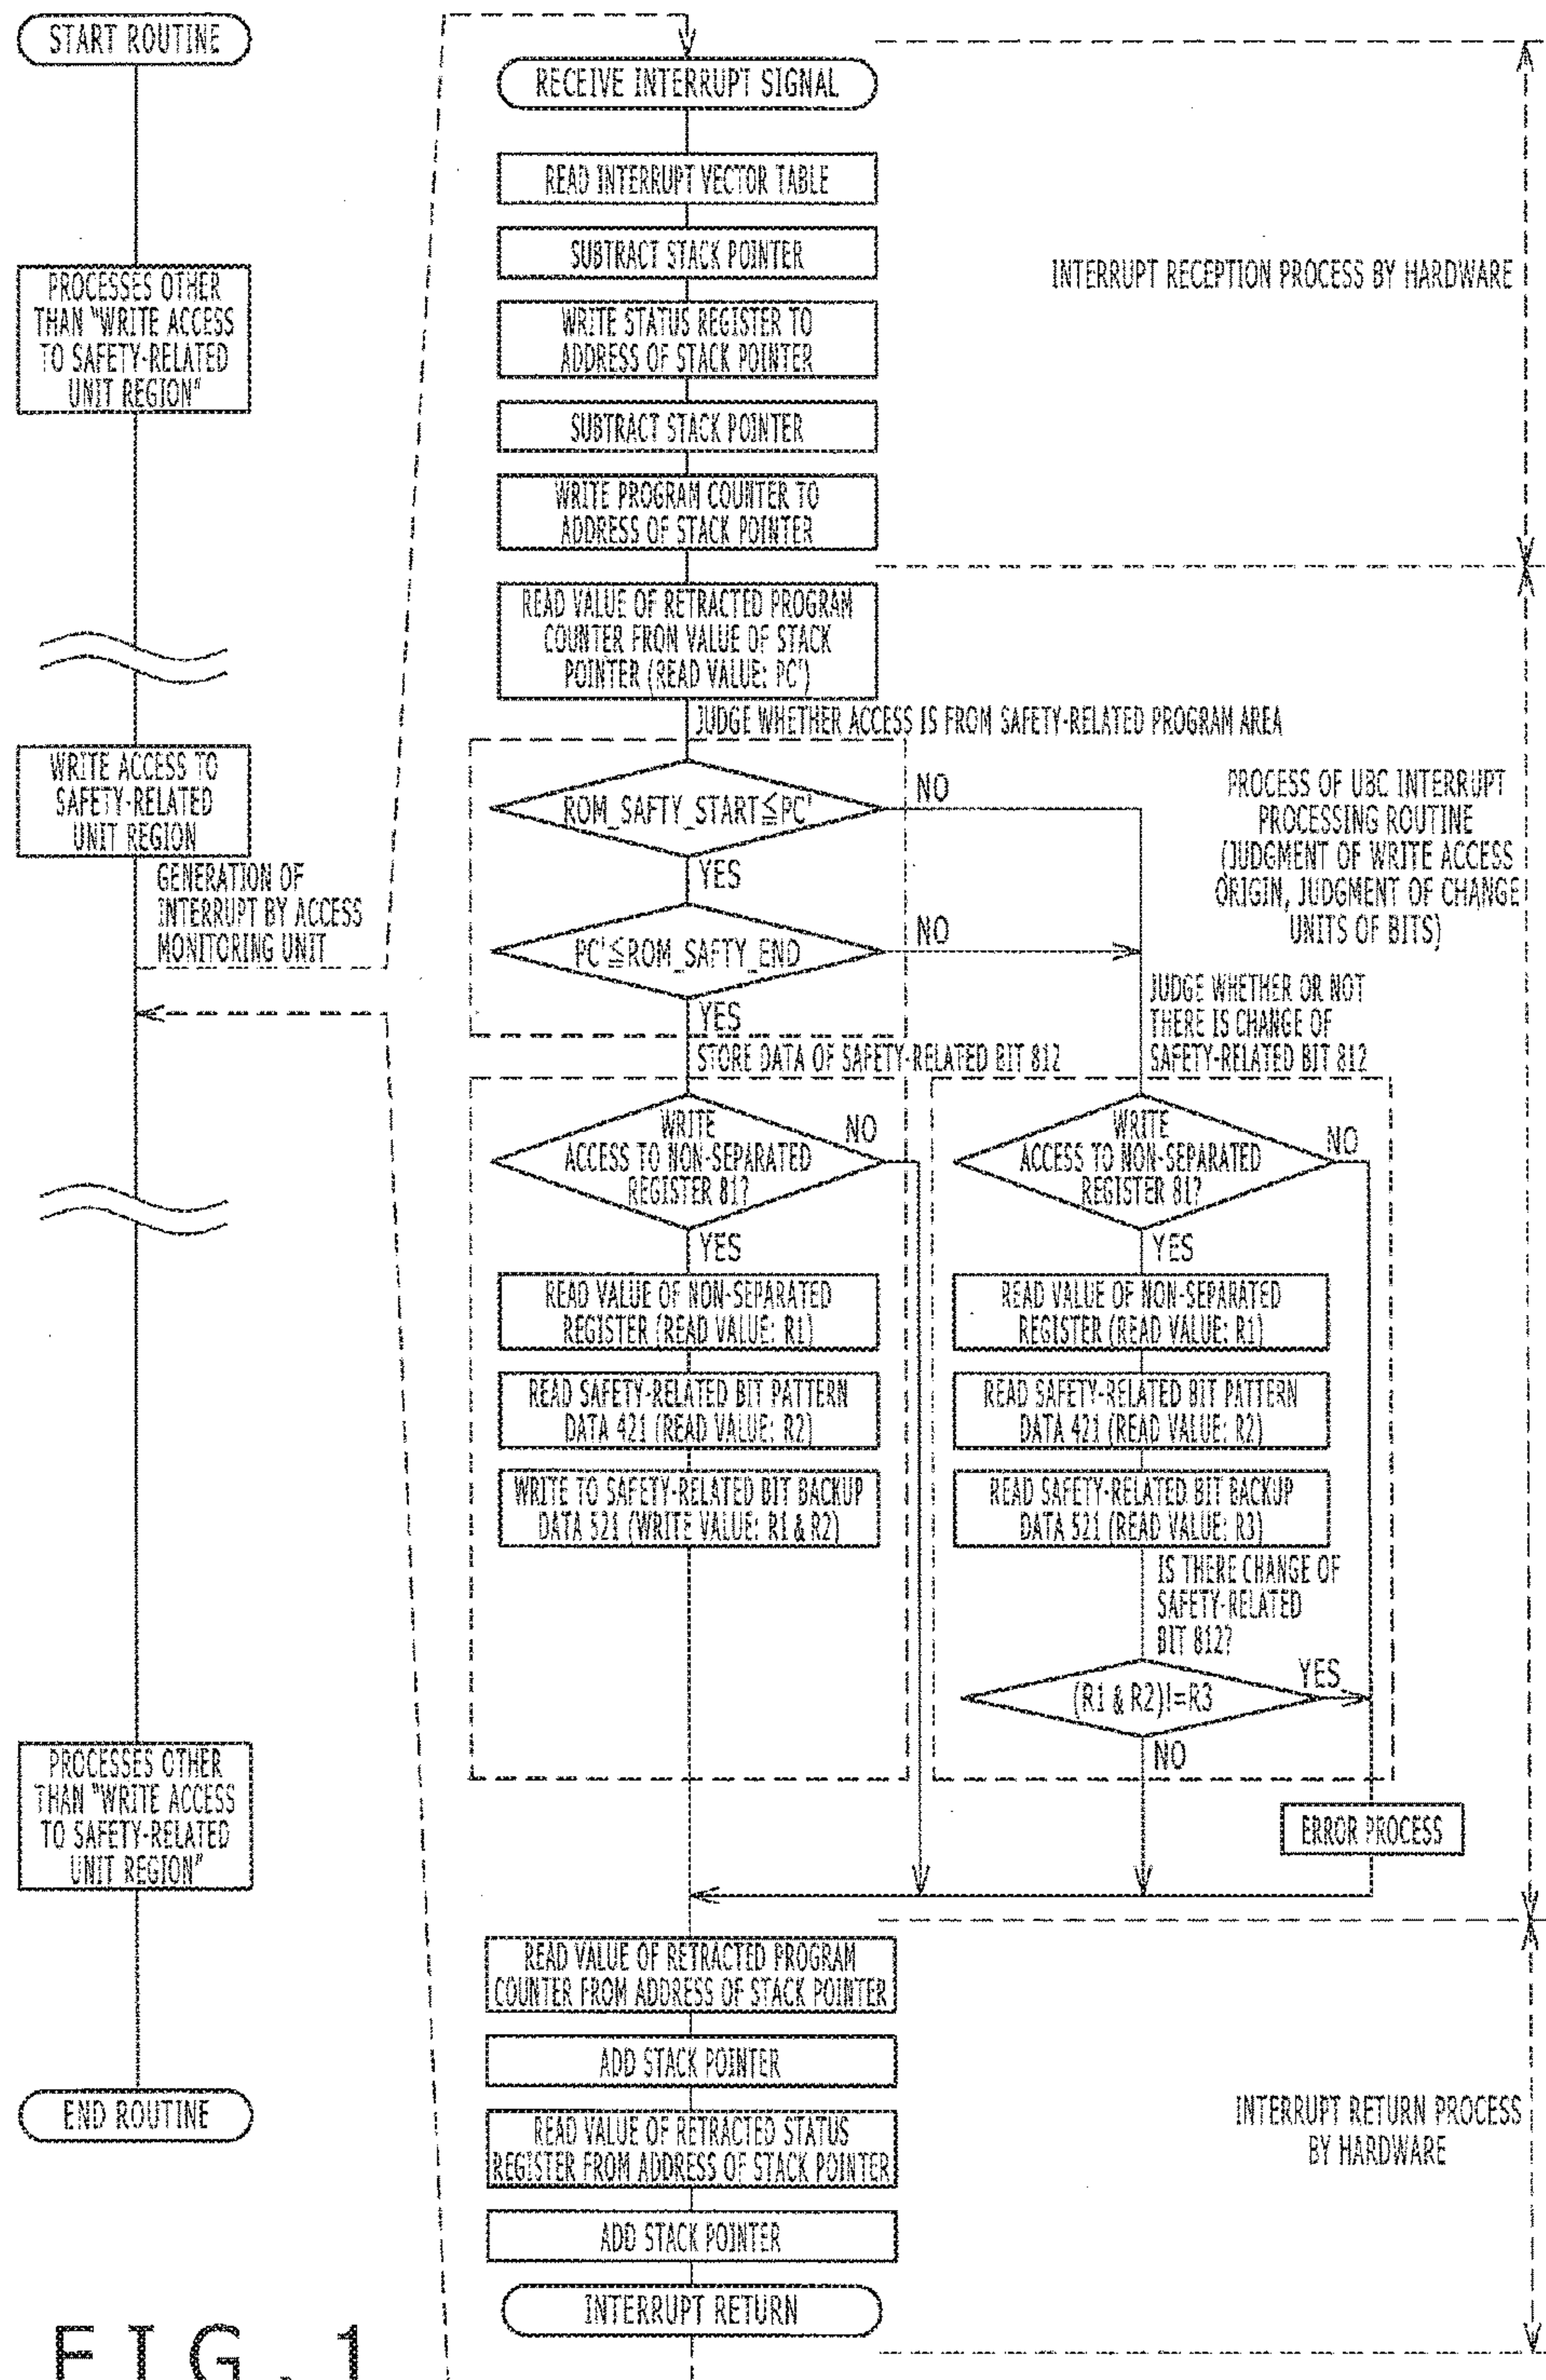 START ROUTINE
PROCESSES OTHER
THAN "WRITE ACCESS
TO SAFETY-RELATED
UNIT REGION"
WRITE ACCESS TO
SAFETY-RELATED
UNIT REGION
GENERATION OF
INTERRUPT BY ACCESS
MONITORING UNIT
PROCESSES OTHER
THAN "WRITE ACCESS
TO SAFETY-RELATED
UNIT REGION"
END ROUTINE
RECEIVE INTERRUPT SIGNAL
READ INTERRUPT VECTOR TABLE
SUBTRACT STACK POINTER
WRITE STATUS REGISTER TO
ADDRESS OF STACK POINTER
SUBTRACT STACK POINTER
WRITE PROGRAM COUNTER TO
ADDRESS OF STACK POINTER
INTERRUPT RECEPTION PROCESS BY HARDWARE
READ VALUE OF RETRACTED PROGRAM
COUNTER FRON VALUE OF STACK
POINTER (READ VALUE: PC')
JUDGE WHETHER ACCESS IS FROM SAFETY-RELATED PROGRAM AREA
ROM_SAFTY_START≦PC'
NO
YES
PC'≦ROM_SAFTY_END
NO
YES
PROCESS OF UBC INTERRUPT
PROCESSING ROUTINE
(JUDGMENT OF WRITE ACCESS
ORIGIN, JUDGMENT OF CHANGE
UNITS OF BITS)
STORE DATA OF SAFETY-RELATED BIT 812
WRITE
ACCESS TO NON-SEPARATED
REGISTER 81?
NO
YES
READ VALUE OF NON-SEPARATED
REGISTER (READ VALUE: R1)
READ SAFETY-RELATED BIT PATTERN
DATA 421 (READ VALUE: R2)
WRITE TO SAFETY-RELATED BIT BACKUP
DATA 521 (WRITE VALUE: R1 & R2)
JUDGE WHETHER OR NOT
THERE IS CHANGE OF
SAFETY-RELATED BIT 812
WRITE
ACCESS TO NON-SEPARATED
REGISTER 81?
NO
YES
READ VALUE OF NON-SEPARATED
REGISTER (READ VALUE: R1)
READ SAFETY-RELATED BIT PATTERN
DATA 421 (READ VALUE: R2)
READ SAFETY-RELATED BIT BACKUP
DATA 521 (READ VALUE: R3)
IS THERE CHANGE OF
SAFETY-RELATED
BIT 812?
(R1 & R2)!=R3
YES
NO
ERROR PROCESS
READ VALUE OF RETRACTED PROGRAM
COUNTER FROM ADDRESS OF STACK POINTER
ADD STACK POINTER
READ VALUE OF RETRACTED STATUS
REGISTER FROM ADDRESS OF STACK POINTER
ADD STACK POINTER
INTERRUPT RETURN
INTERRUPT RETURN PROCESS
BY HARDWARE
FIG.1